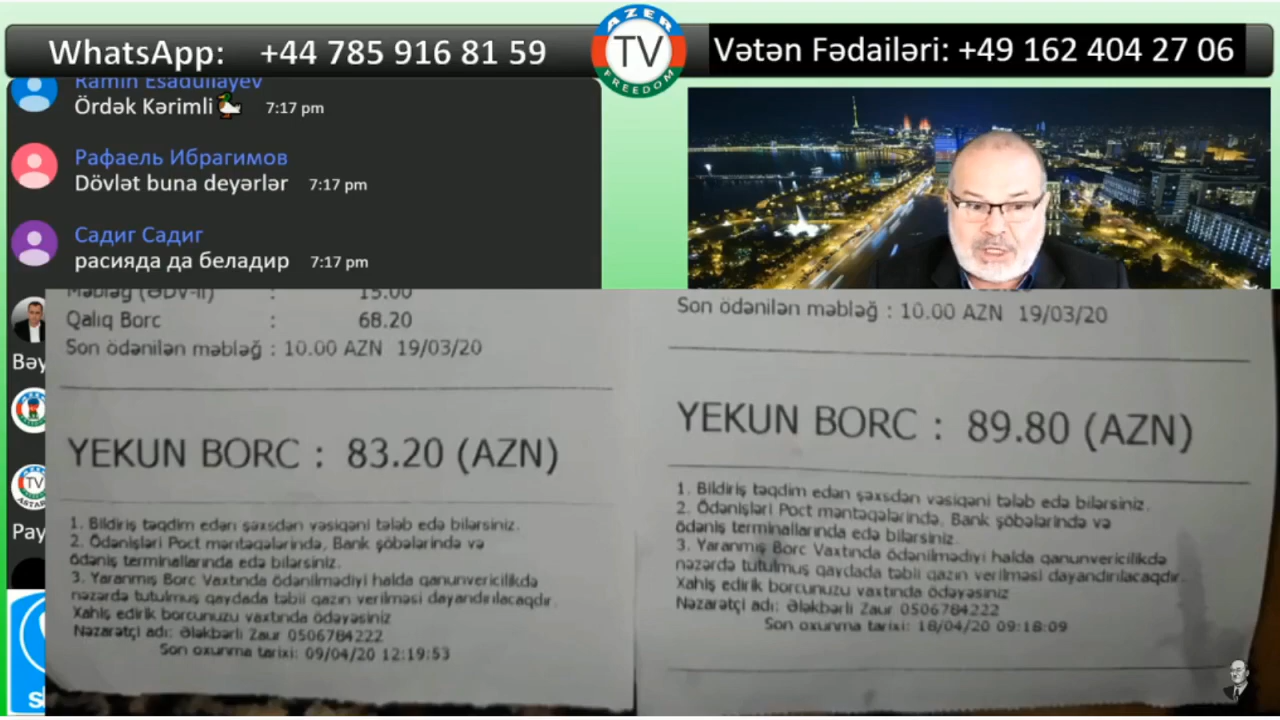 WhatsApp: +44 785 916 81 59
AZER
TV
FREEDOM
Vətən Fədailəri: +49 162 404 27 06
Ramin Esadullayev
Ördək Kərimli🦆 7:17 pm
Рафаель Ибрагимов
Dövlət buna deyərlər 7:17 pm
Садиг Садиг
расияда да беладир 7:17 pm
Bəy
TV
Pay
Məbləğ (ƏDV-li) : 15.00
Qalıq Borc : 68.20
Son ödənilən məbləğ : 10.00 AZN 19/03/20
YEKUN BORC : 83.20 (AZN)
1. Bildiriş təqdim edən şəxsdən vəsiqəni tələb edə bilərsiniz.
2. Ödənişləri Poct məntəqələrində, Bank şöbələrində və
ödəniş terminallarında edə bilərsiniz.
3. Yaranmış Borc Vaxtında ödənilmədiyi halda qanunvericilikdə
nəzərdə tutulmuş qaydada təbii qazın verilməsi dayandırılacaqdır.
Xahiş edirik borcunuzu vaxtında ödəyəsiniz
Nəzarətçi adı: Ələkbərli Zaur 0506784222
Son oxunma tarixi: 09/04/20 12:19:53
Son ödənilən məbləğ : 10.00 AZN 19/03/20
YEKUN BORC : 89.80 (AZN)
1. Bildiriş təqdim edən şəxsdən vəsiqəni tələb edə bilərsiniz.
2. Ödənişləri Poct məntəqələrində, Bank şöbələrində və
ödəniş terminallarında edə bilərsiniz.
3. Yaranmış Borc Vaxtında ödənilmədiyi halda qanunvericilikdə
nəzərdə tutulmuş qaydada təbii qazın verilməsi dayandırılacaqdır.
Xahiş edirik borcunuzu vaxtında ödəyəsiniz
Nəzarətçi adı: Ələkbərli Zaur 0506784222
Son oxunma tarixi: 18/04/20 09:18:09